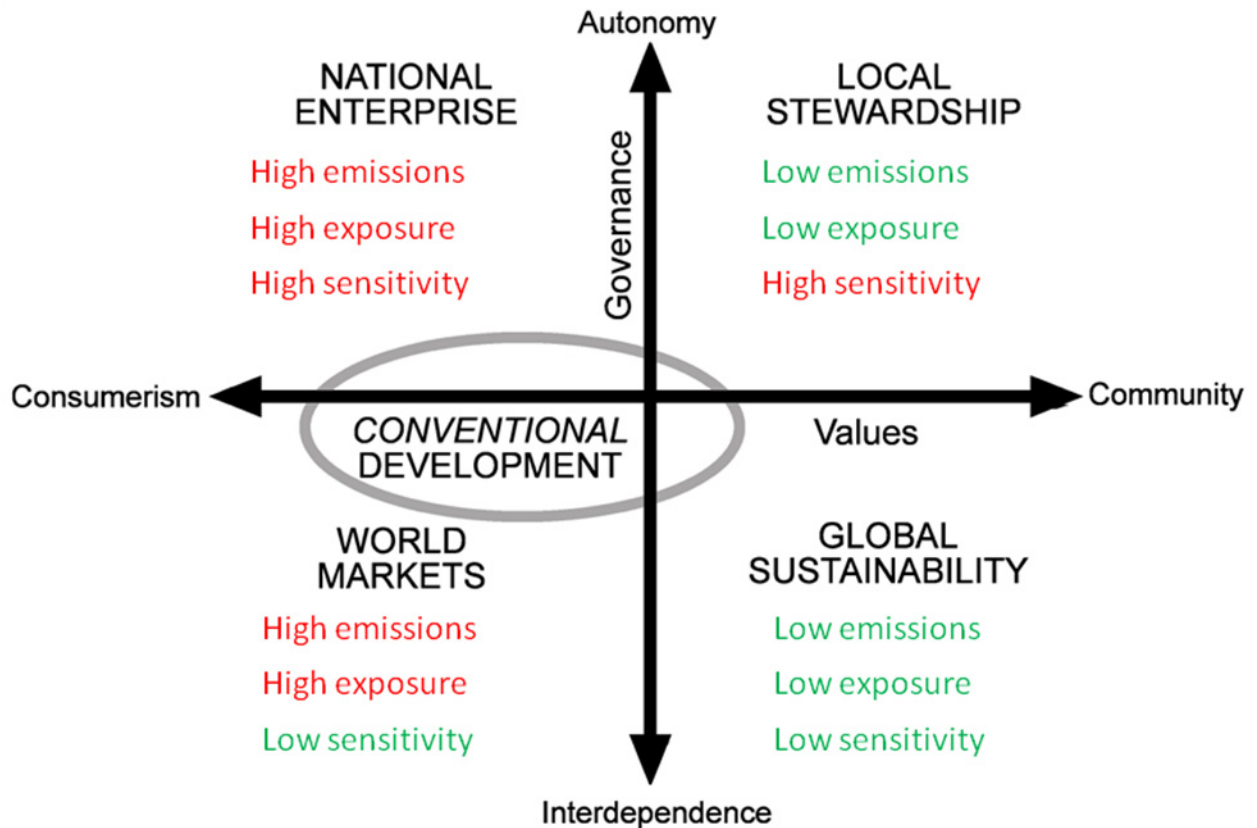 Autonomy
NATIONAL
ENTERPRISE
High emissions
High exposure
High sensitivity
Governance
LOCAL
STEWARDSHIP
Low emissions
Low exposure
High sensitivity
Consumerism
Community
CONVENTIONAL
DEVELOPMENT
Values
WORLD
MARKETS
High emissions
High exposure
Low sensitivity
GLOBAL
SUSTAINABILITY
Low emissions
Low exposure
Low sensitivity
Interdependence